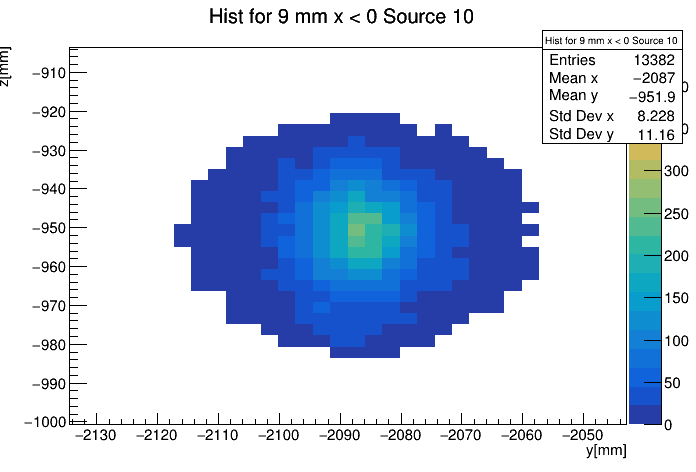 Hist for 9 mm x < 0 Source 10
z[mm]
Hist for 9 mm x < 0 Source 10
Entries 13382
Mean x −2087
Mean y −951.9
Std Dev x 8.228
Std Dev y 11.16
−910
−920
−930
−940
−950
−960
−970
−980
−990
−1000
300
250
200
150
100
50
0
−2130 −2120 −2110 −2100 −2090 −2080 −2070 −2060 −2050
y[mm]